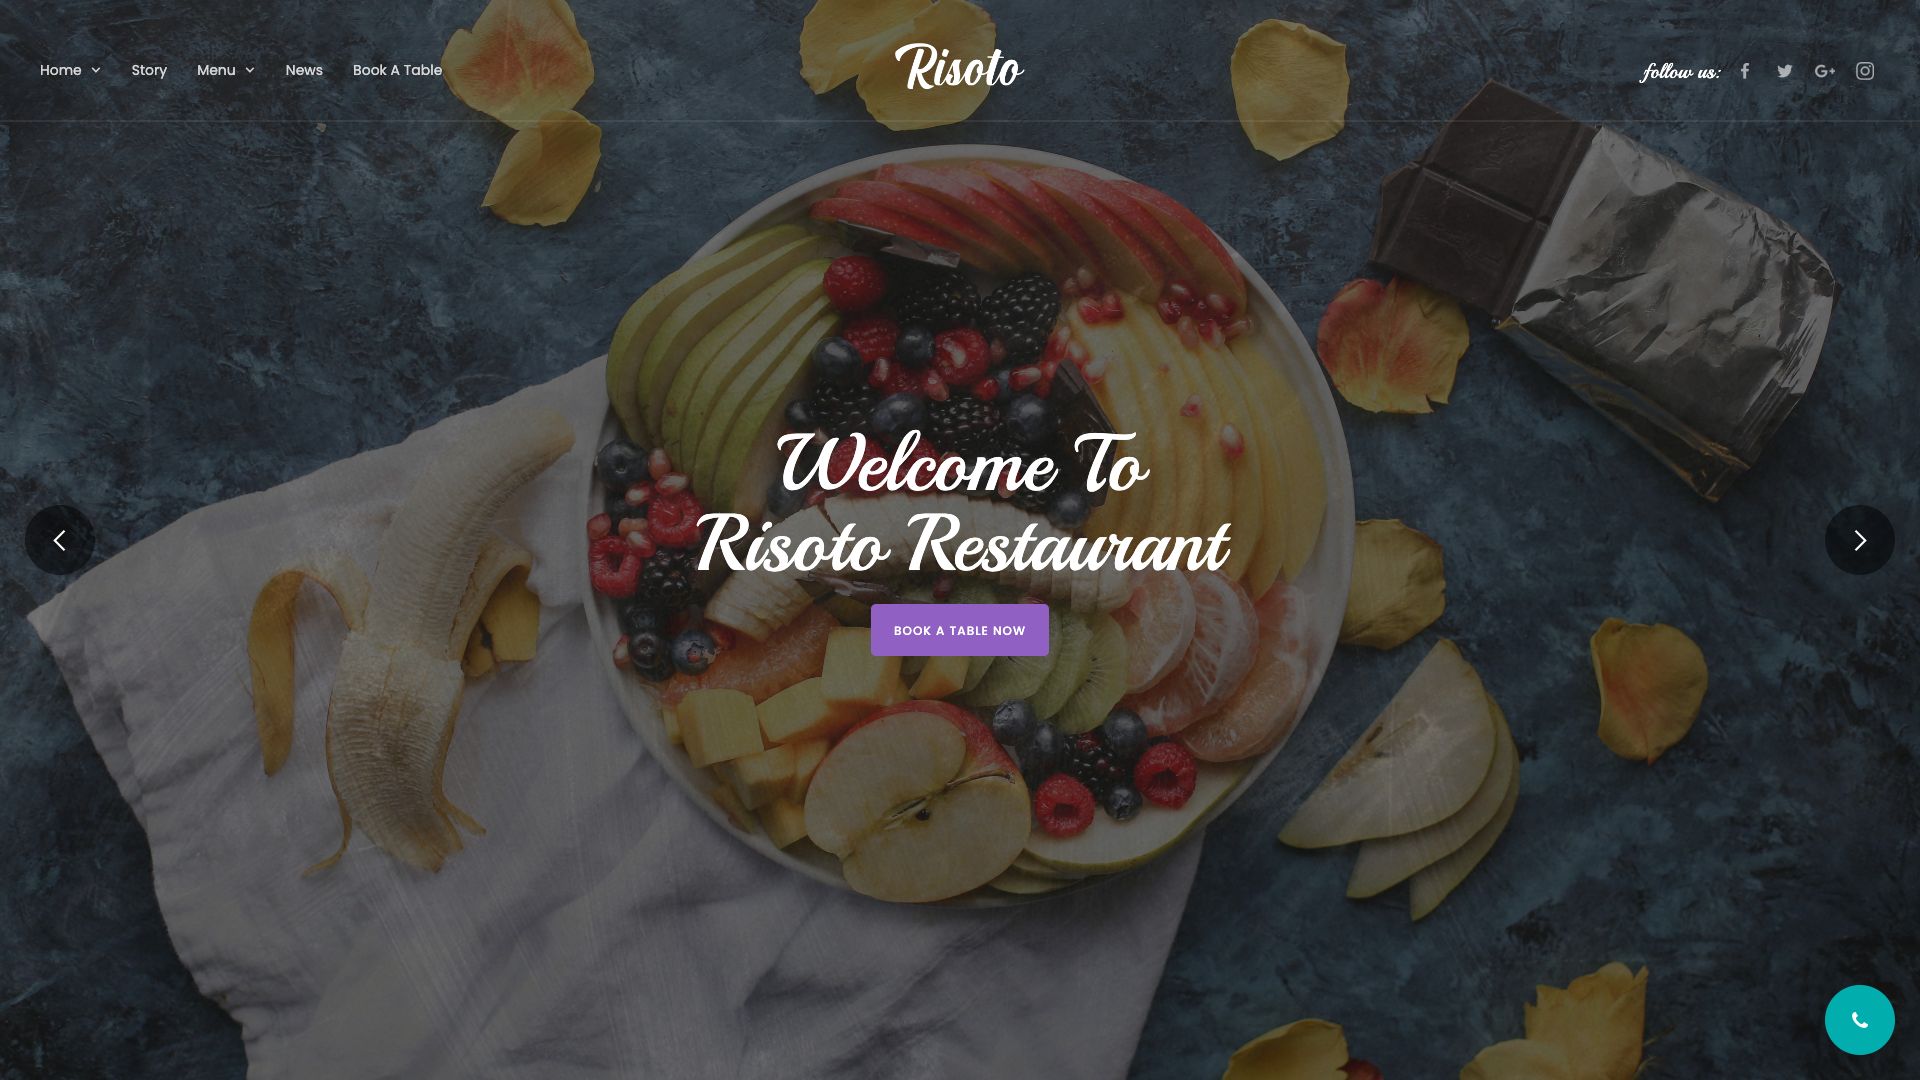 Home
Story
Menu
News
Book A Table
Risoto
follow us:
Welcome To
Risoto Restaurant
BOOK A TABLE NOW